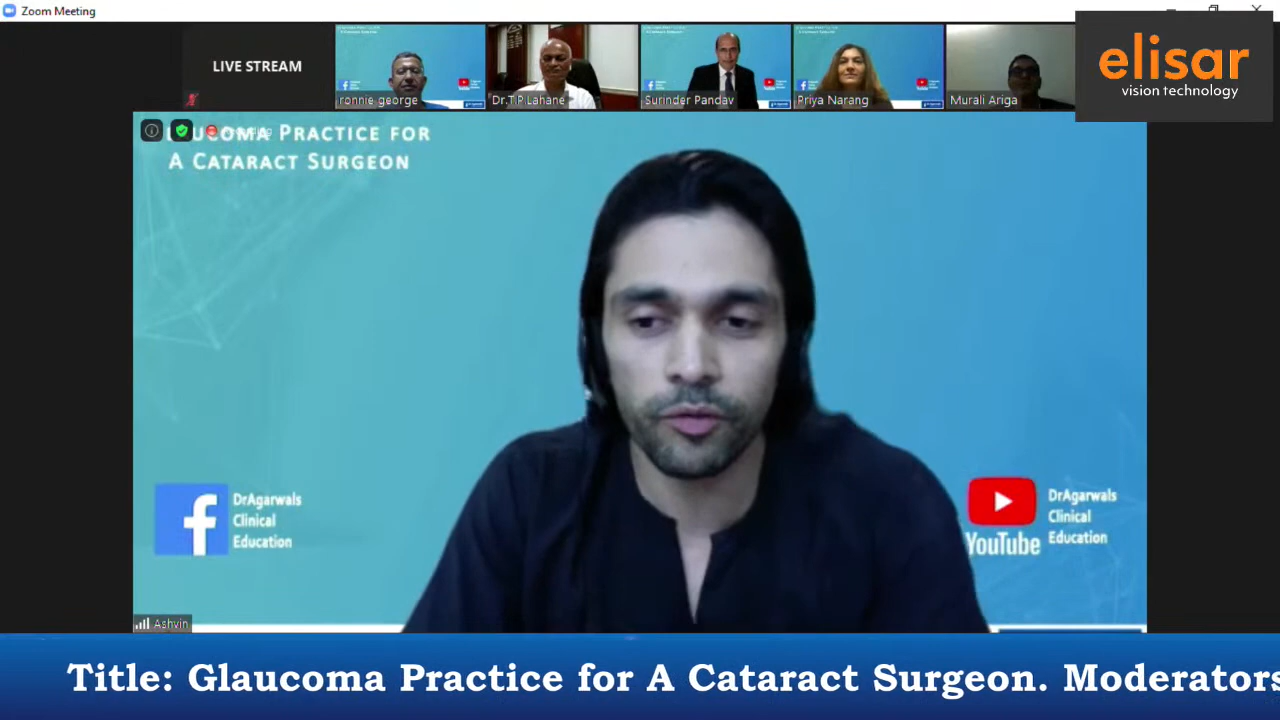 Zoom Meeting
elisar
vision technology
LIVE STREAM
ronnie george
Dr.T.P.Lahane
Surinder Pandav
Priya Narang
Murali Ariga
Glaucoma Practice for
A Cataract Surgeon
DrAgarwals
Clinical
Education
YouTube
DrAgarwals
Clinical
Education
Ashvin
Title: Glaucoma Practice for A Cataract Surgeon. Moderators